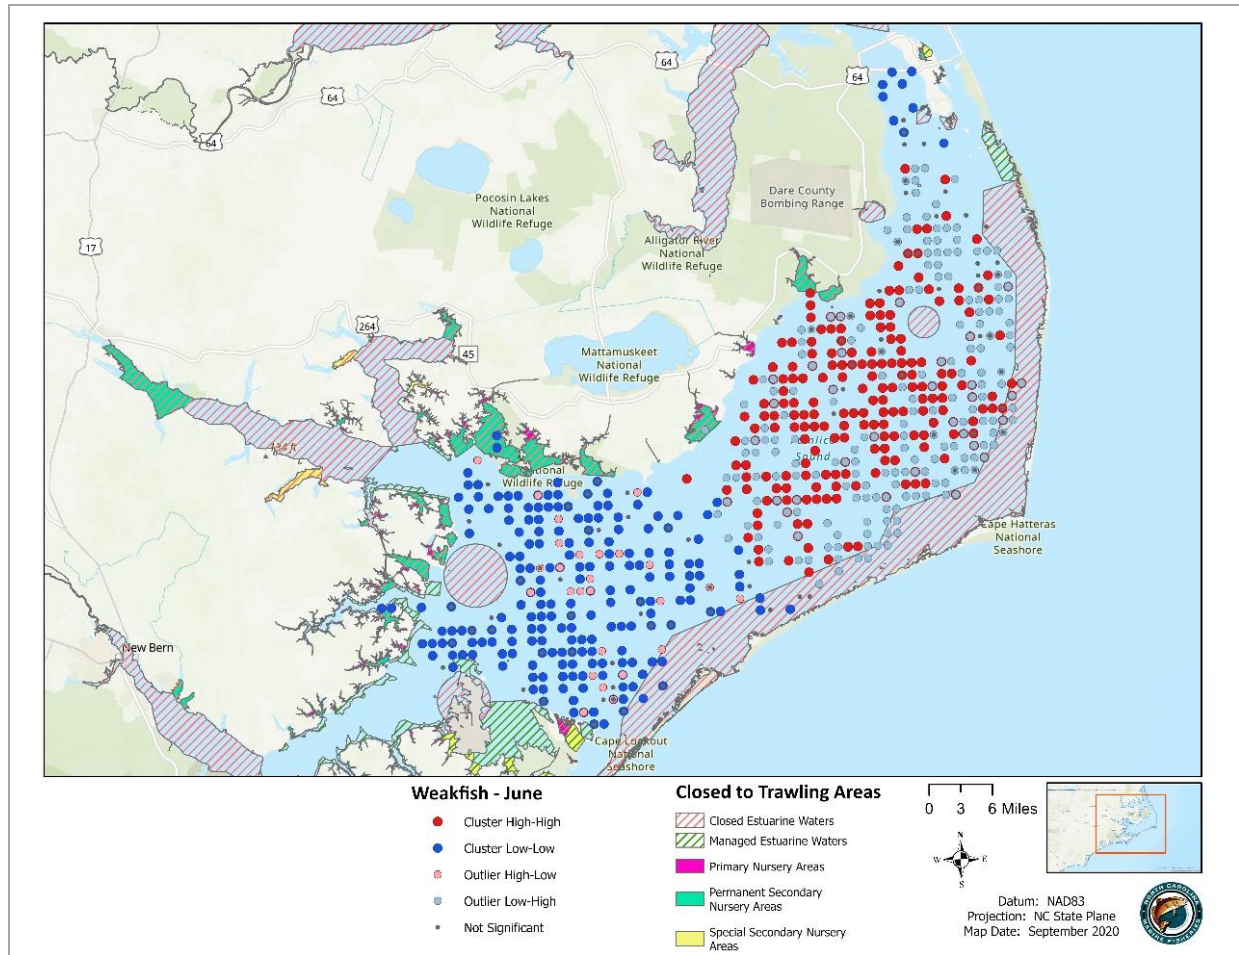 64
64
64
64
17
Pocosin Lakes
National
Wildlife Refuge
Dare County
Bombing Range
Alligator River
National
Wildlife Refuge
264
45
Mattamuskeet
National
Wildlife Refuge
Sound
National
Wildlife Refuge
Cape Hatteras
National
Seashore
New Bern
Cape Lookout
National
Seashore
Weakfish - June
Cluster High-High
Cluster Low-Low
Outlier High-Low
Outlier Low-High
Not Significant
Closed to Trawling Areas
Closed Estuarine Waters
Managed Estuarine Waters
Primary Nursery Areas
Permanent Secondary
Nursery Areas
Special Secondary Nursery
Areas
0 3 6 Miles
N
W E
S
Datum: NAD83
Projection: NC State Plane
Map Date: September 2020
NORTH CAROLINA
MARINE FISHERIES